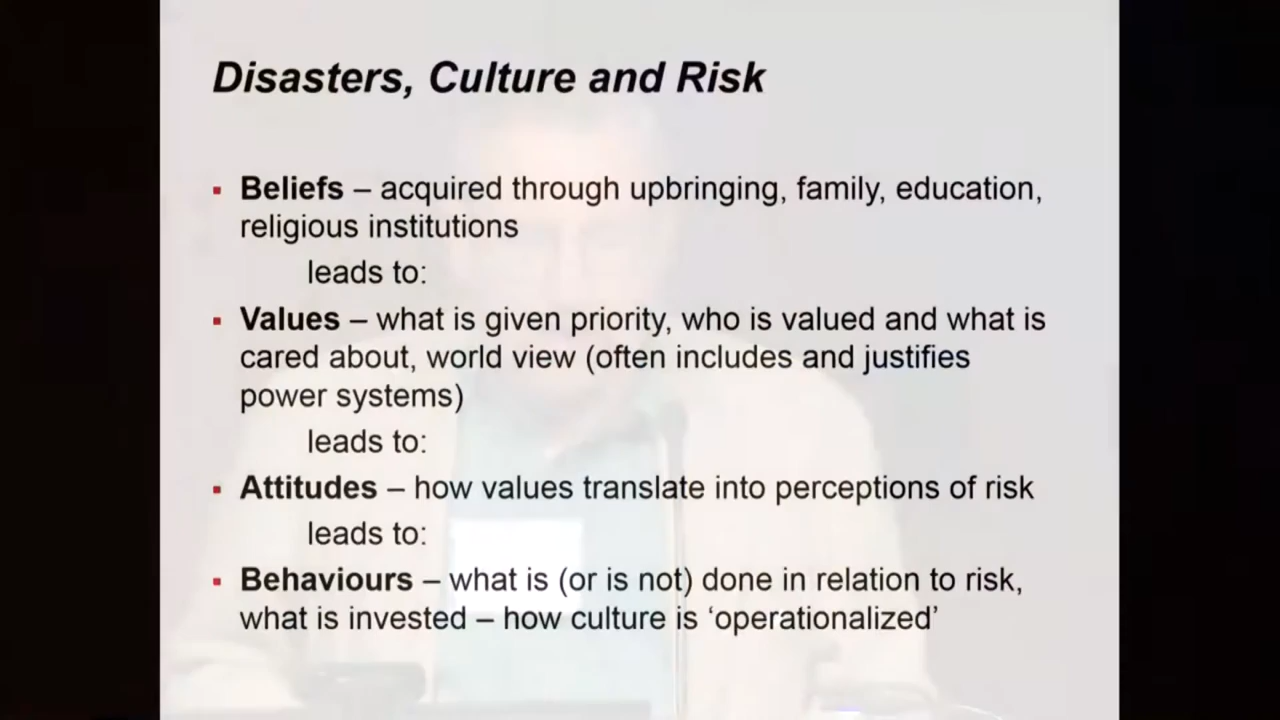 Disasters, Culture and Risk
▪ Beliefs – acquired through upbringing, family, education,
religious institutions
leads to:
▪ Values – what is given priority, who is valued and what is
cared about, world view (often includes and justifies
power systems)
leads to:
▪ Attitudes – how values translate into perceptions of risk
leads to:
▪ Behaviours – what is (or is not) done in relation to risk,
what is invested – how culture is ‘operationalized’